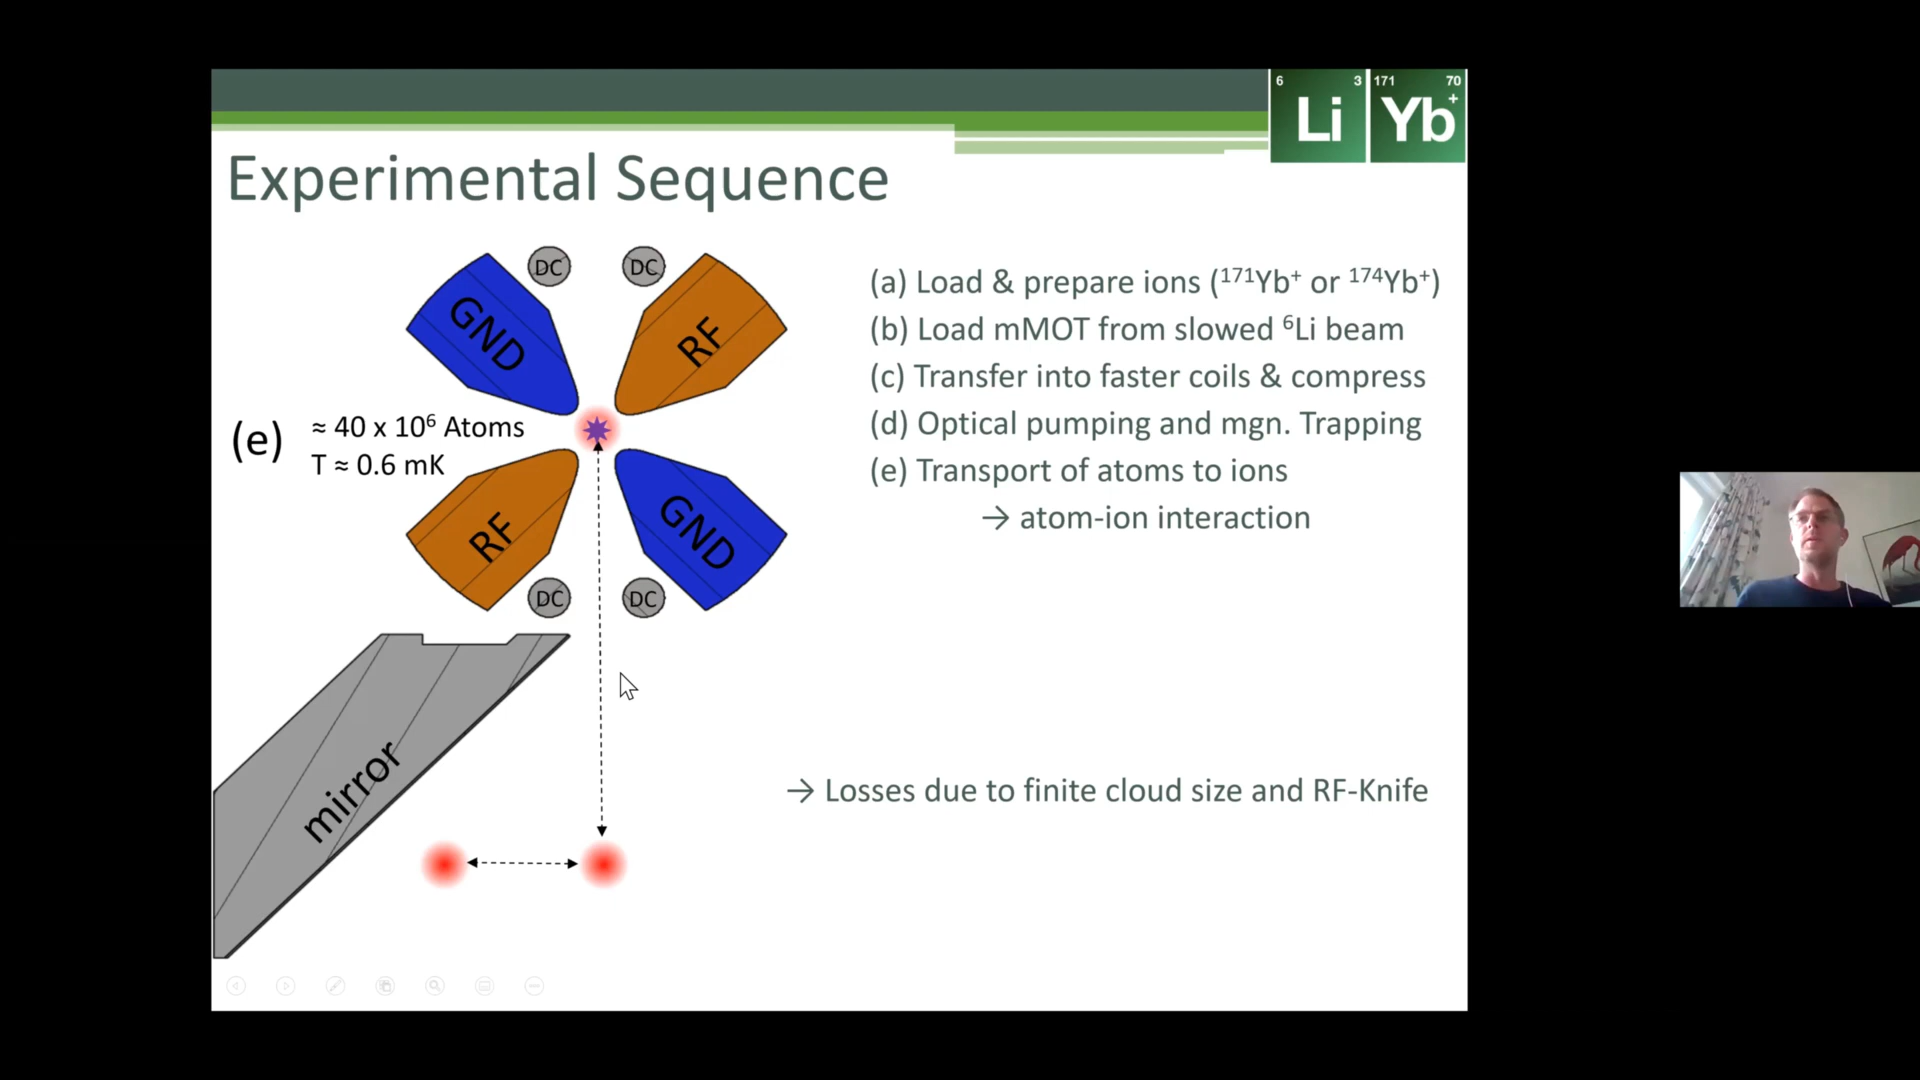 6 3 171 70
Li Yb+
Experimental Sequence
DC DC
GND RF
(a) Load & prepare ions (¹⁷¹Yb⁺ or ¹⁷⁴Yb⁺)
(b) Load mMOT from slowed ⁶Li beam
(c) Transfer into faster coils & compress
(d) Optical pumping and mgn. Trapping
(e) Transport of atoms to ions
→ atom-ion interaction
(e) ≈ 40 x 10⁶ Atoms
T ≈ 0.6 mK
RF GND
DC DC
mirror
→ Losses due to finite cloud size and RF-Knife